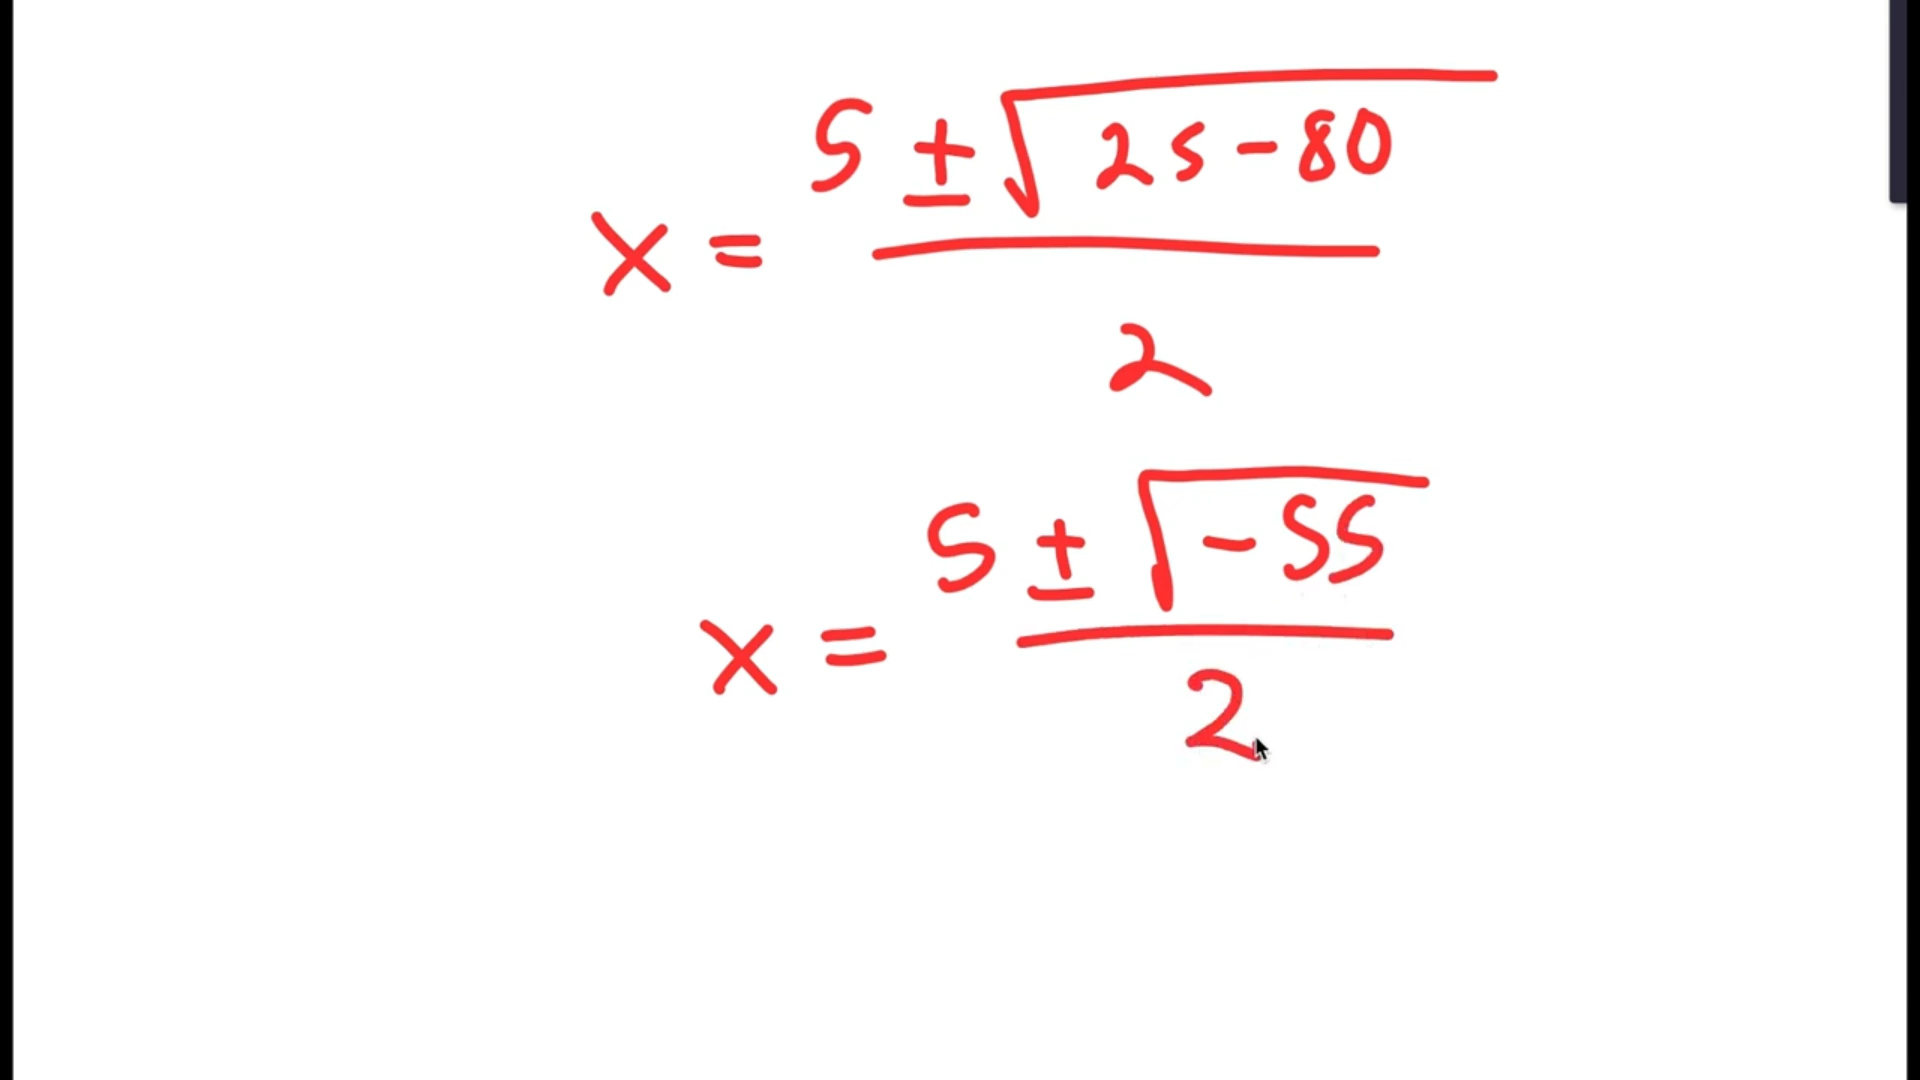 x = 5 ± √25-80 / 2
x = 5 ± √-55 / 2